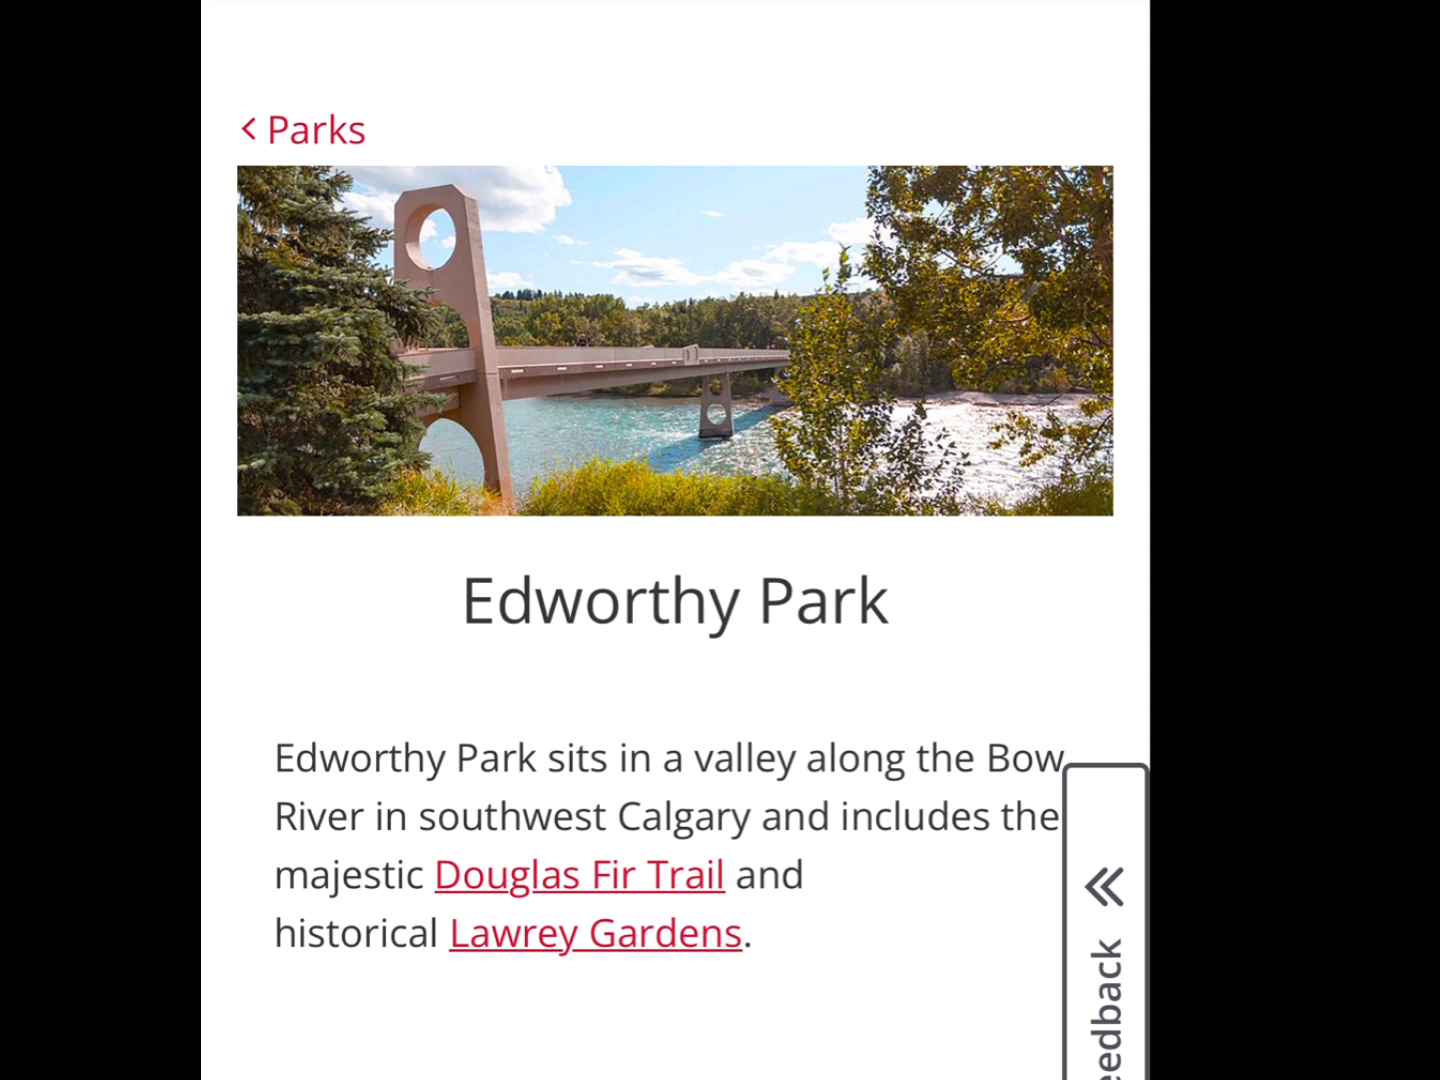 Parks
Edworthy Park
Edworthy Park sits in a valley along the Bow
River in southwest Calgary and includes the
majestic Douglas Fir Trail and
historical Lawrey Gardens.